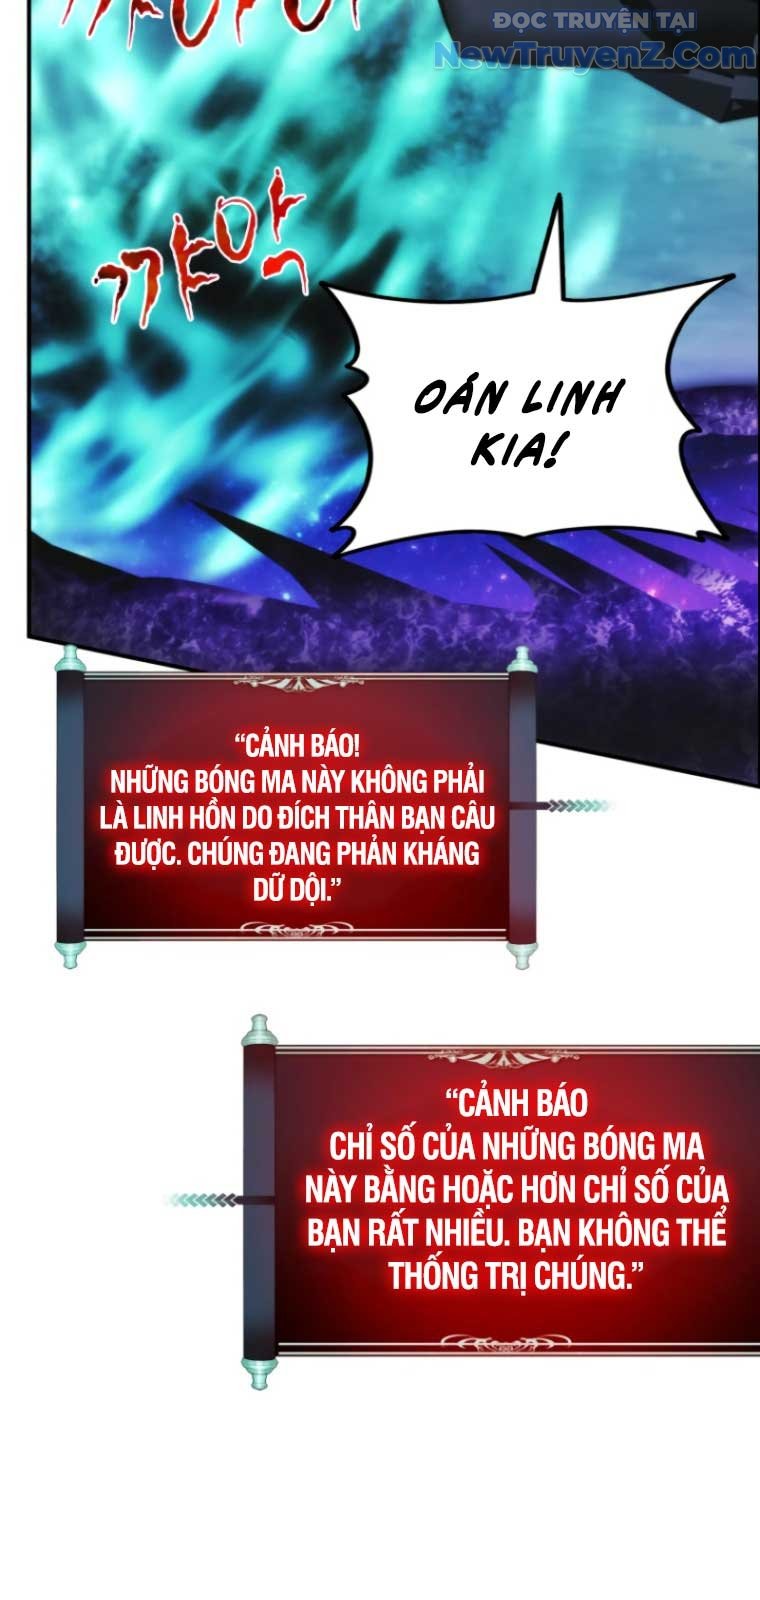 ĐỌC TRUYỆN TẠI
NewTruyenZ.com
꺄아악
OÁN LINH
KIA!
“CẢNH BÁO!
NHỮNG BÓNG MA NÀY KHÔNG PHẢI
LÀ LINH HỒN DO ĐÍCH THÂN BẠN CÂU
ĐƯỢC. CHÚNG ĐANG PHẢN KHÁNG
DỮ DỘI.”
“CẢNH BÁO
CHỈ SỐ CỦA NHỮNG BÓNG MA
NÀY BẰNG HOẶC HƠN CHỈ SỐ CỦA
BẠN RẤT NHIỀU. BẠN KHÔNG THỂ
THỐNG TRỊ CHÚNG.”